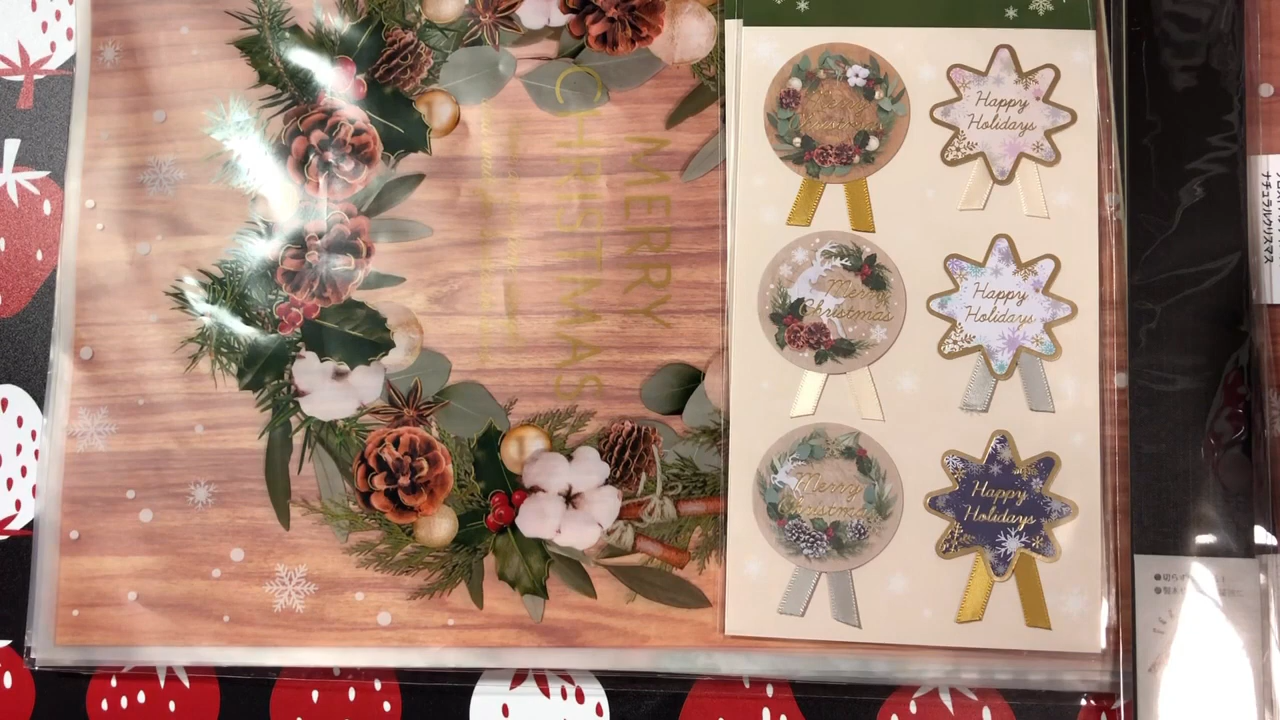 MERRY
CHRISTMAS
Merry
Christmas
Happy
Holidays
Merry
Christmas
Happy
Holidays
Merry
Christmas
Happy
Holidays
ナチュラルクリスマス